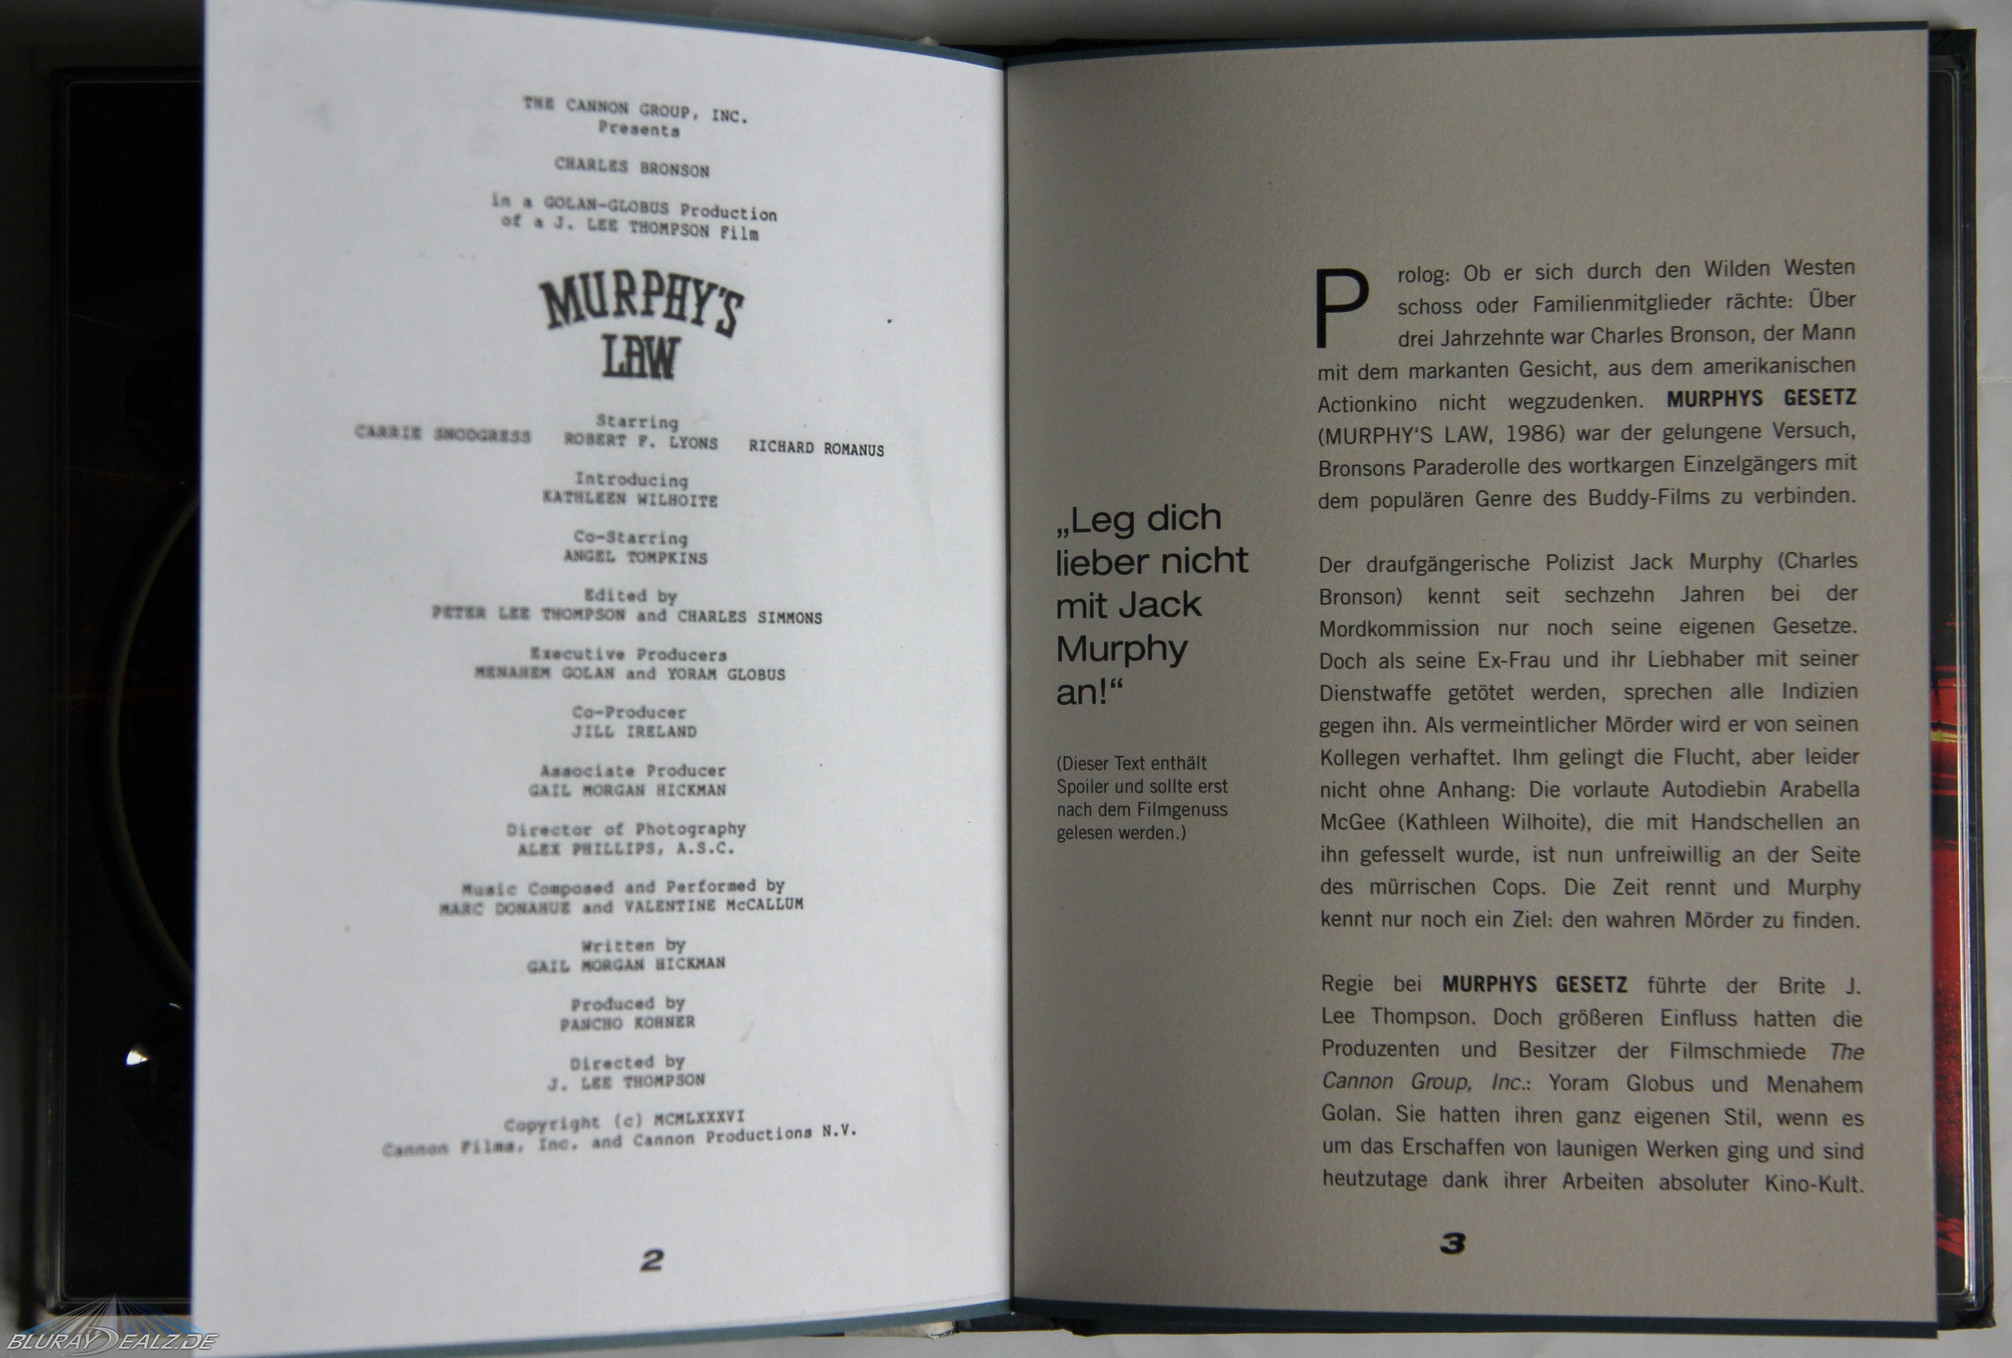 THE CANNON GROUP, INC.
Presents
CHARLES BRONSON
in a GOLAN-GLOBUS Production
of a J. LEE THOMPSON Film
MURPHY'S
LAW
Starring
CARRIE SNODGRESS ROBERT F. LYONS RICHARD ROMANUS
Introducing
KATHLEEN WILHOITE
Co-Starring
ANGEL TOMPKINS
Edited by
PETER LEE THOMPSON and CHARLES SIMMONS
Executive Producers
MENAHEM GOLAN and YORAM GLOBUS
Co-Producer
JILL IRELAND
Associate Producer
GAIL MORGAN HICKMAN
Director of Photography
ALEX PHILLIPS, A.S.C.
Music Composed and Performed by
MARC DONAHUE and VALENTINE McCALLUM
Written by
GAIL MORGAN HICKMAN
Produced by
PANCHO KOHNER
Directed by
J. LEE THOMPSON
Copyright (c) MCMLXXXVI
Cannon Films, Inc. and Cannon Productions N.V.
2
„Leg dich
lieber nicht
mit Jack
Murphy
an!“
(Dieser Text enthält
Spoiler und sollte erst
nach dem Filmgenuss
gelesen werden.)
Prolog: Ob er sich durch den Wilden Westen
schoss oder Familienmitglieder rächte: Über
drei Jahrzehnte war Charles Bronson, der Mann
mit dem markanten Gesicht, aus dem amerikanischen
Actionkino nicht wegzudenken. MURPHYS GESETZ
(MURPHY‘S LAW, 1986) war der gelungene Versuch,
Bronsons Paraderolle des wortkargen Einzelgängers mit
dem populären Genre des Buddy-Films zu verbinden.
Der draufgängerische Polizist Jack Murphy (Charles
Bronson) kennt seit sechzehn Jahren bei der
Mordkommission nur noch seine eigenen Gesetze.
Doch als seine Ex-Frau und ihr Liebhaber mit seiner
Dienstwaffe getötet werden, sprechen alle Indizien
gegen ihn. Als vermeintlicher Mörder wird er von seinen
Kollegen verhaftet. Ihm gelingt die Flucht, aber leider
nicht ohne Anhang: Die vorlaute Autodiebin Arabella
McGee (Kathleen Wilhoite), die mit Handschellen an
ihn gefesselt wurde, ist nun unfreiwillig an der Seite
des mürrischen Cops. Die Zeit rennt und Murphy
kennt nur noch ein Ziel: den wahren Mörder zu finden.
Regie bei MURPHYS GESETZ führte der Brite J.
Lee Thompson. Doch größeren Einfluss hatten die
Produzenten und Besitzer der Filmschmiede The
Cannon Group, Inc.: Yoram Globus und Menahem
Golan. Sie hatten ihren ganz eigenen Stil, wenn es
um das Erschaffen von launigen Werken ging und sind
heutzutage dank ihrer Arbeiten absoluter Kino-Kult.
3
BLURAYDEALZ.DE